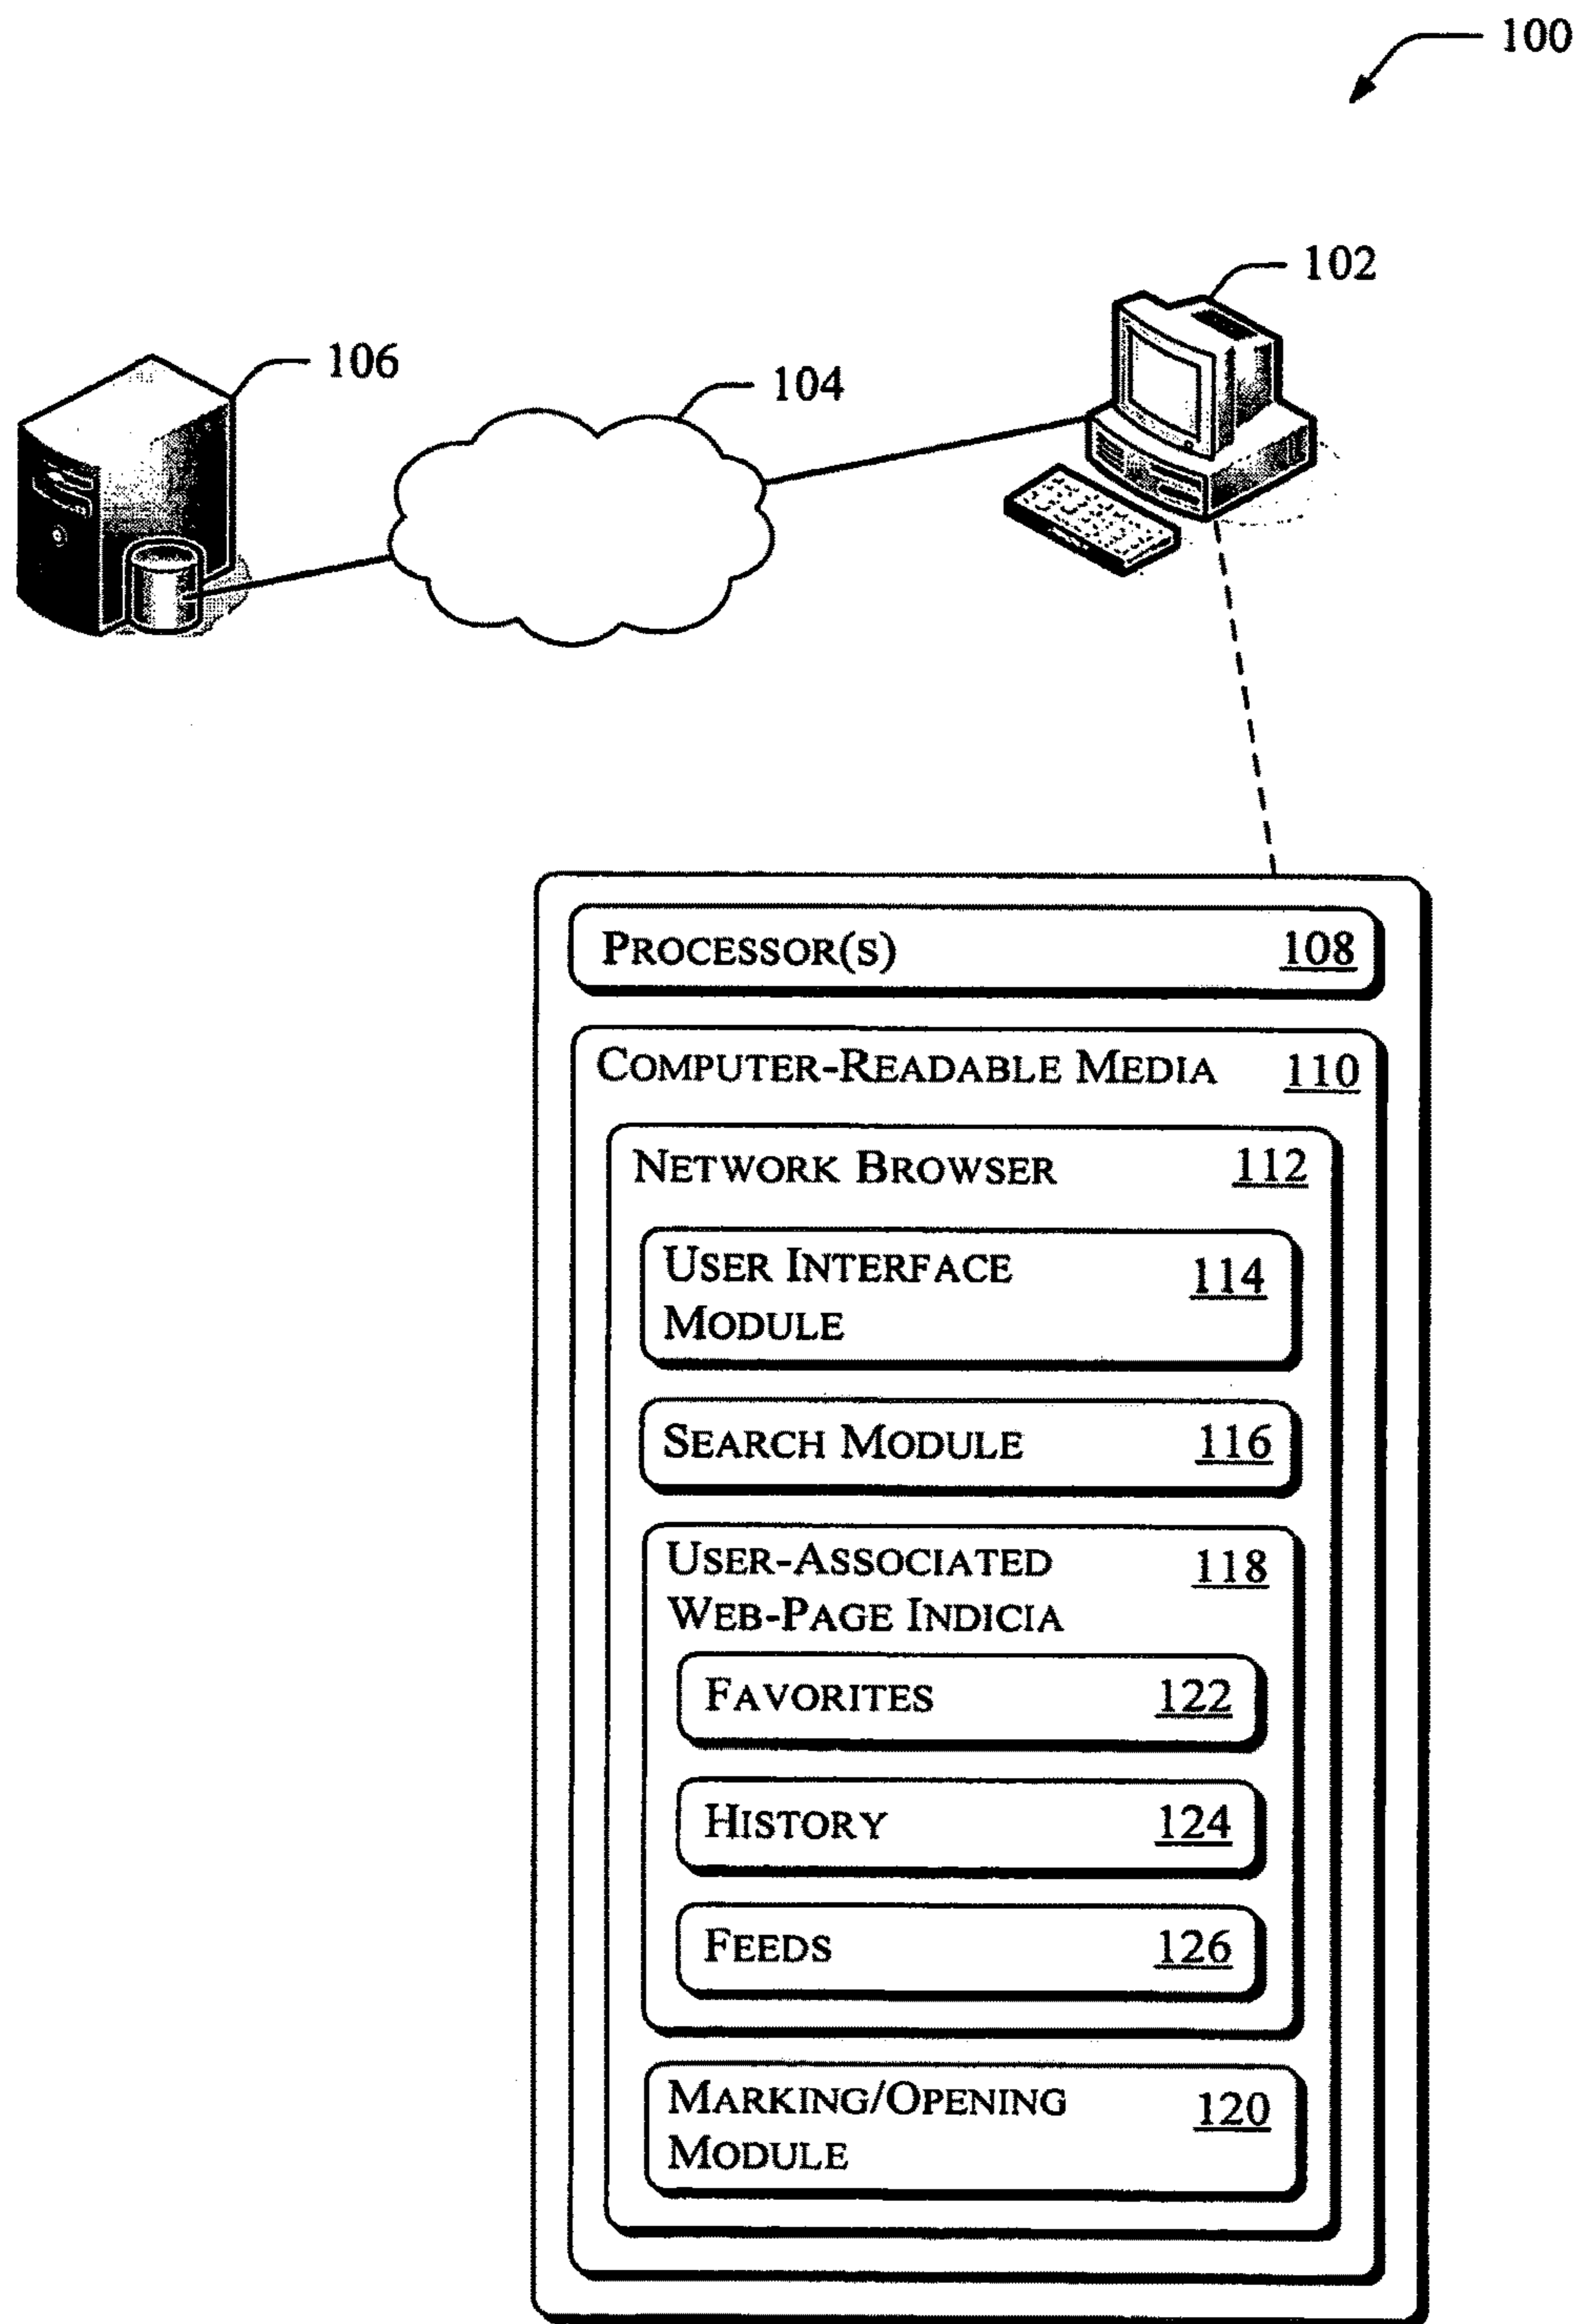 100
102
106
104
PROCESSOR(S) 108
COMPUTER-READABLE MEDIA 110
NETWORK BROWSER 112
USER INTERFACE 114
MODULE
SEARCH MODULE 116
USER-ASSOCIATED 118
WEB-PAGE INDICIA
FAVORITES 122
HISTORY 124
FEEDS 126
MARKING/OPENING 120
MODULE